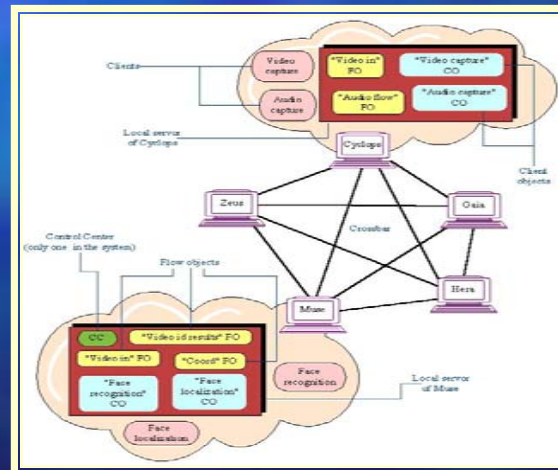 Clients
Video
capture
Audio
capture
"Video in"
FO
"Video capture"
CO
"Audio flow"
FO
"Audio capture"
CO
Local server
of Cyclops
Client
objects
Cyclops
Zeus
Gaia
Crombar
Hera
Muse
Control Center
(only one in the system)
Flow objects
CC
"Video id results" FO
"Video in" FO
"Coord" FO
"Face
recognition"
CO
"Face
localization"
CO
Face
recognition
Face
localization
Local server
of Muse